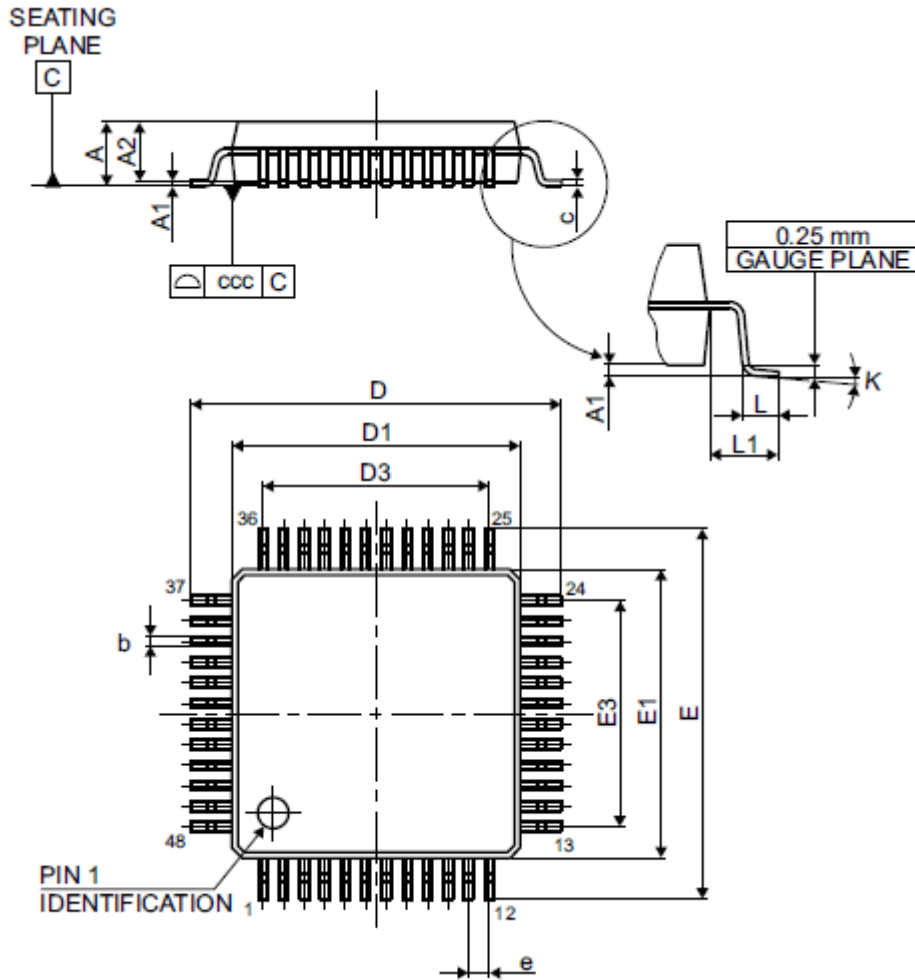 SEATING
PLANE
C
A
A2
A1
c
ccc
C
0.25 mm
GAUGE PLANE
A1
L
L1
K
D
D1
D3
36
25
37
24
b
E3
E1
E
48
13
PIN 1
IDENTIFICATION
1
12
e